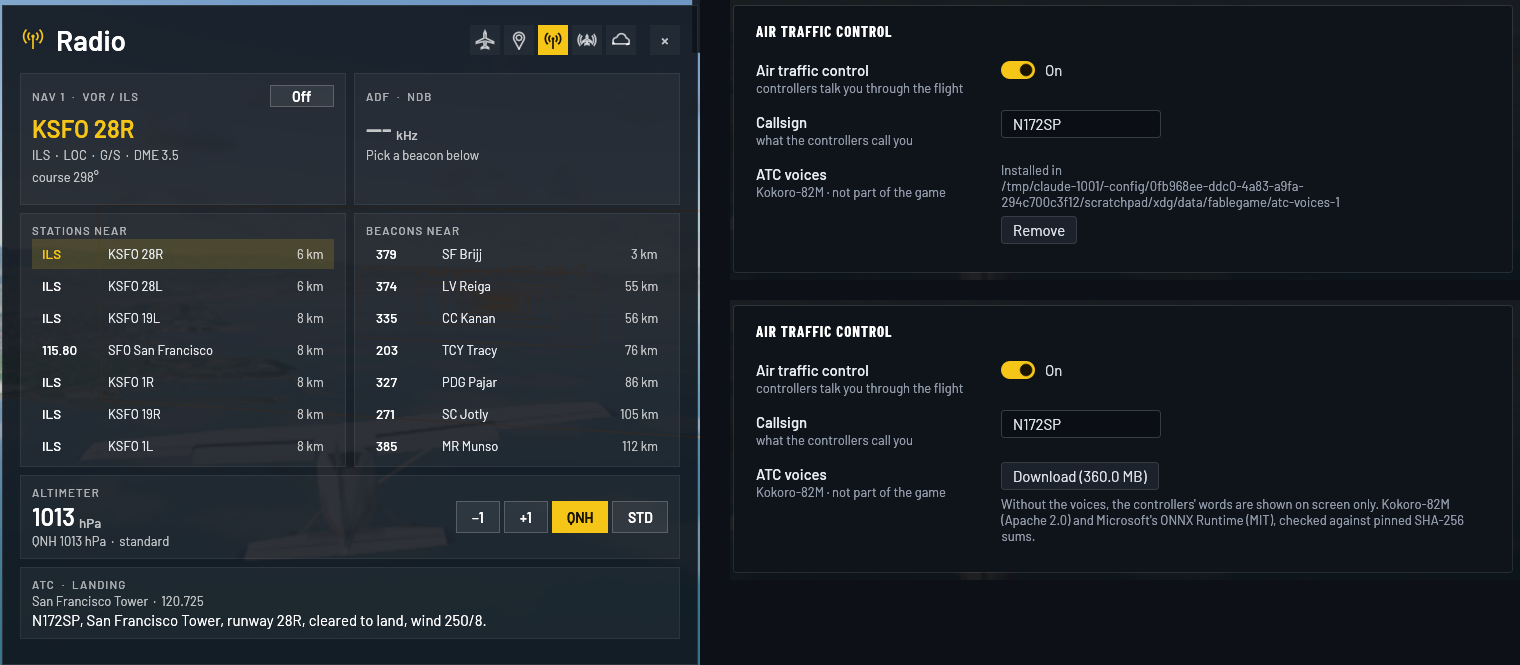 Radio
×
NAV 1 · VOR / ILS
Off
KSFO 28R
ILS · LOC · G/S · DME 3.5
course 298°
ADF · NDB
––– kHz
Pick a beacon below
STATIONS NEAR
ILS KSFO 28R 6 km
ILS KSFO 28L 6 km
ILS KSFO 19L 8 km
115.80 SFO San Francisco 8 km
ILS KSFO 1R 8 km
ILS KSFO 19R 8 km
ILS KSFO 1L 8 km
BEACONS NEAR
379 SF Brijj 3 km
374 LV Reiga 55 km
335 CC Kanan 56 km
203 TCY Tracy 76 km
327 PDG Pajar 86 km
271 SC Jotly 105 km
385 MR Munso 112 km
ALTIMETER
1013 hPa
QNH 1013 hPa · standard
−1 +1 QNH STD
ATC · LANDING
San Francisco Tower · 120.725
N172SP, San Francisco Tower, runway 28R, cleared to land, wind 250/8.
AIR TRAFFIC CONTROL
Air traffic control On
controllers talk you through the flight
Callsign N172SP
what the controllers call you
ATC voices
Kokoro-82M · not part of the game
Installed in
/tmp/claude-1001/-config/0fb968ee-ddc0-4a83-a9fa-
294c700c3f12/scratchpad/xdg/data/fablegame/atc-voices-1
Remove
AIR TRAFFIC CONTROL
Air traffic control On
controllers talk you through the flight
Callsign N172SP
what the controllers call you
ATC voices
Kokoro-82M · not part of the game
Download (360.0 MB)
Without the voices, the controllers' words are shown on screen only. Kokoro-82M
(Apache 2.0) and Microsoft's ONNX Runtime (MIT), checked against pinned SHA-256
sums.